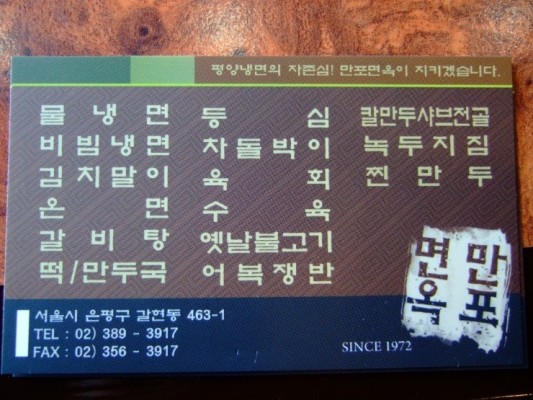 평양냉면의 자존심! 만포면옥이 지키겠습니다.
물냉면 등심 칼만두샤브전골
비빔냉면 차돌박이 녹두지짐
김치말이 육회 찐만두
온면 수육
갈비탕 옛날불고기
떡/만두국 어복쟁반
만포
면옥
서울시 은평구 갈현동 463-1
TEL : 02) 389 - 3917
FAX : 02) 356 - 3917
SINCE 1972